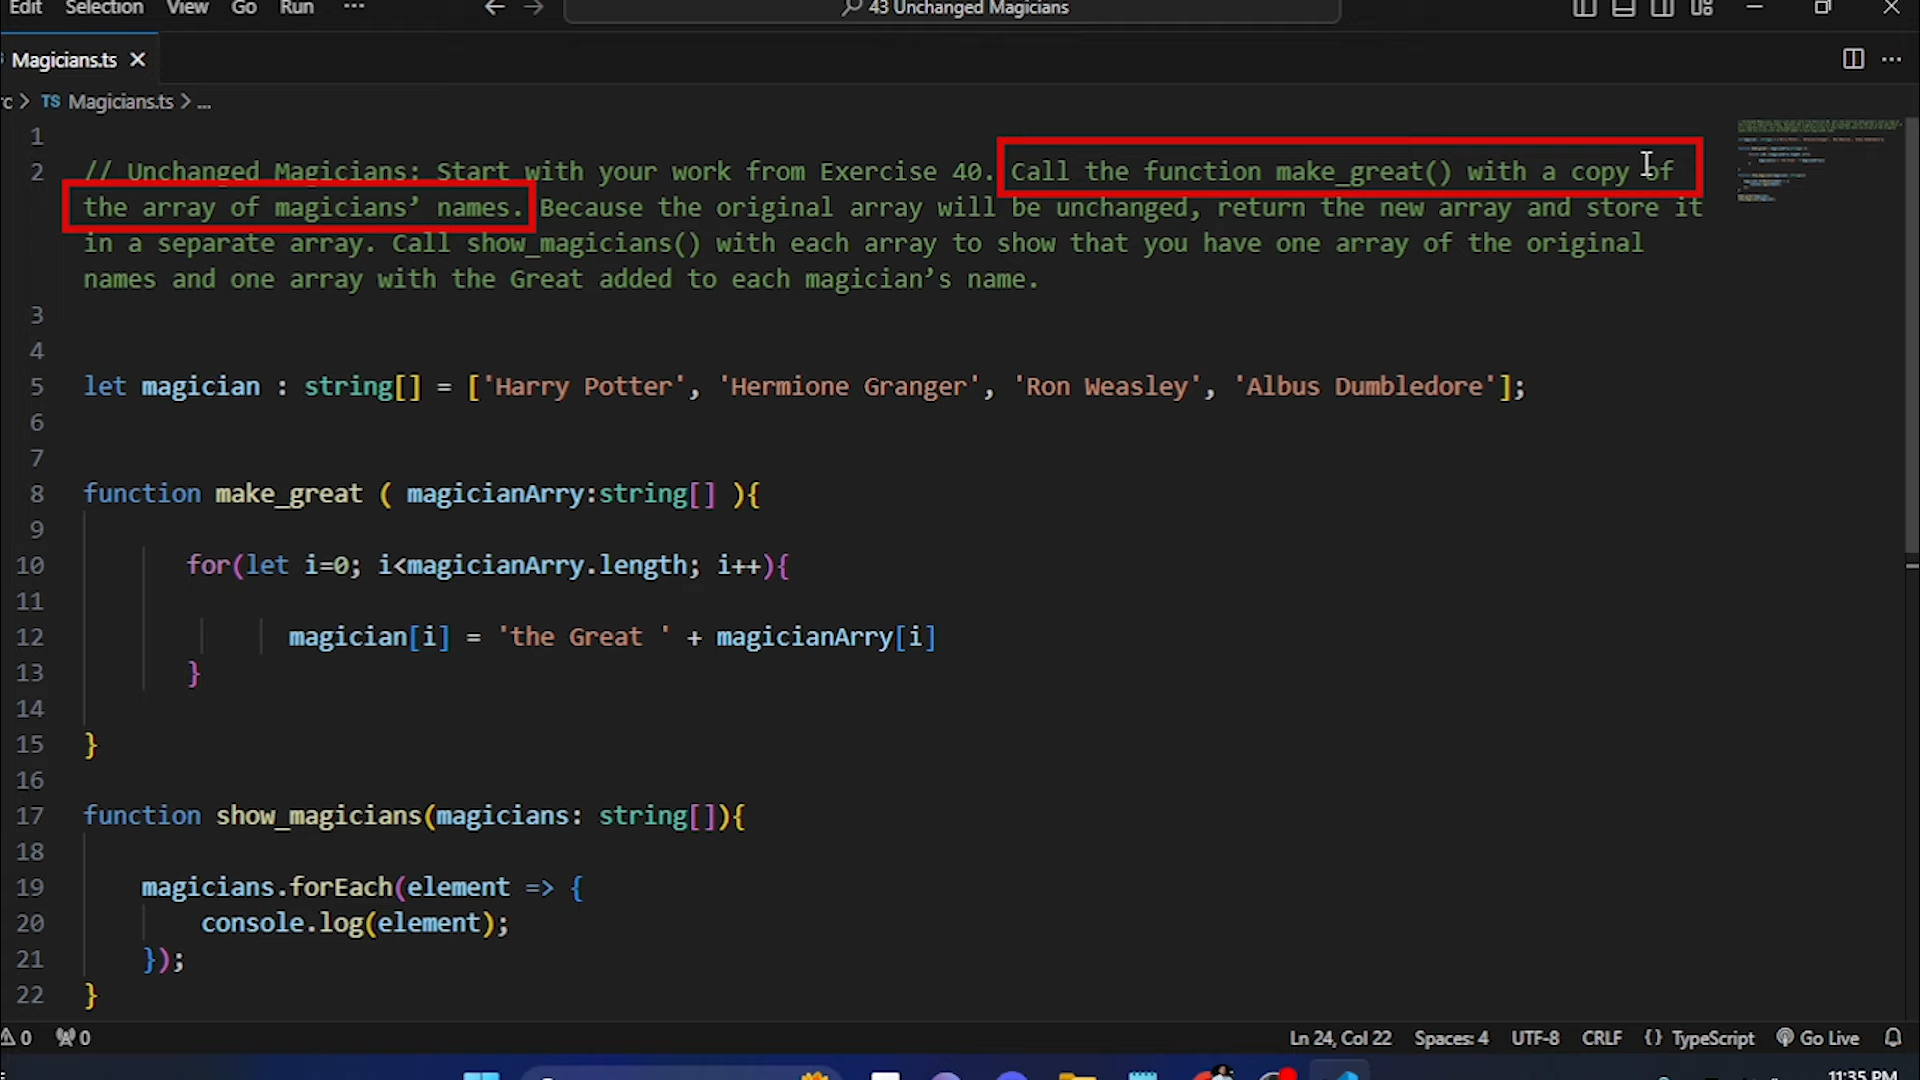 Edit Selection View Go Run ... 43 Unchanged Magicians
Magicians.ts
rc > TS Magicians.ts > ...
1
2 // Unchanged Magicians: Start with your work from Exercise 40. Call the function make_great() with a copy of
the array of magicians’ names. Because the original array will be unchanged, return the new array and store it
in a separate array. Call show_magicians() with each array to show that you have one array of the original
names and one array with the Great added to each magician’s name.
3
4
5 let magician : string[] = ['Harry Potter', 'Hermione Granger', 'Ron Weasley', 'Albus Dumbledore'];
6
7
8 function make_great ( magicianArry:string[] ){
9
10 for(let i=0; i<magicianArry.length; i++){
11
12 magician[i] = 'the Great ' + magicianArry[i]
13 }
14
15 }
16
17 function show_magicians(magicians: string[]){
18
19 magicians.forEach(element => {
20 console.log(element);
21 });
22 }
0 0 Ln 24, Col 22 Spaces: 4 UTF-8 CRLF {} TypeScript Go Live
11:35 PM